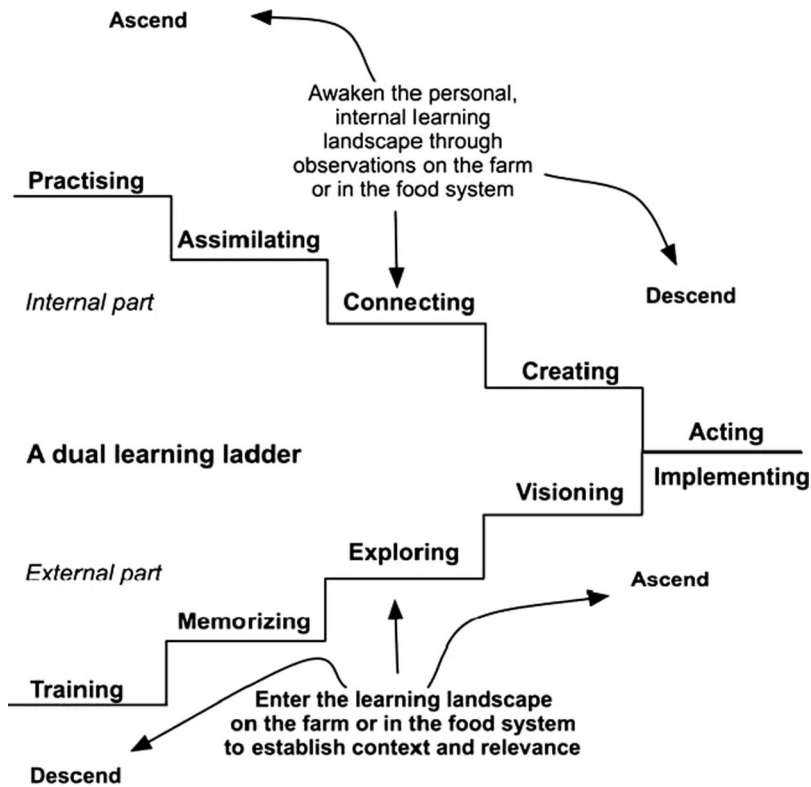 Ascend
Awaken the personal,
internal learning
landscape through
observations on the farm
or in the food system
Practising
Assimilating
Internal part
Connecting
Descend
Creating
A dual learning ladder
Acting
Implementing
Visioning
Exploring
External part
Ascend
Memorizing
Training
Enter the learning landscape
on the farm or in the food system
to establish context and relevance
Descend